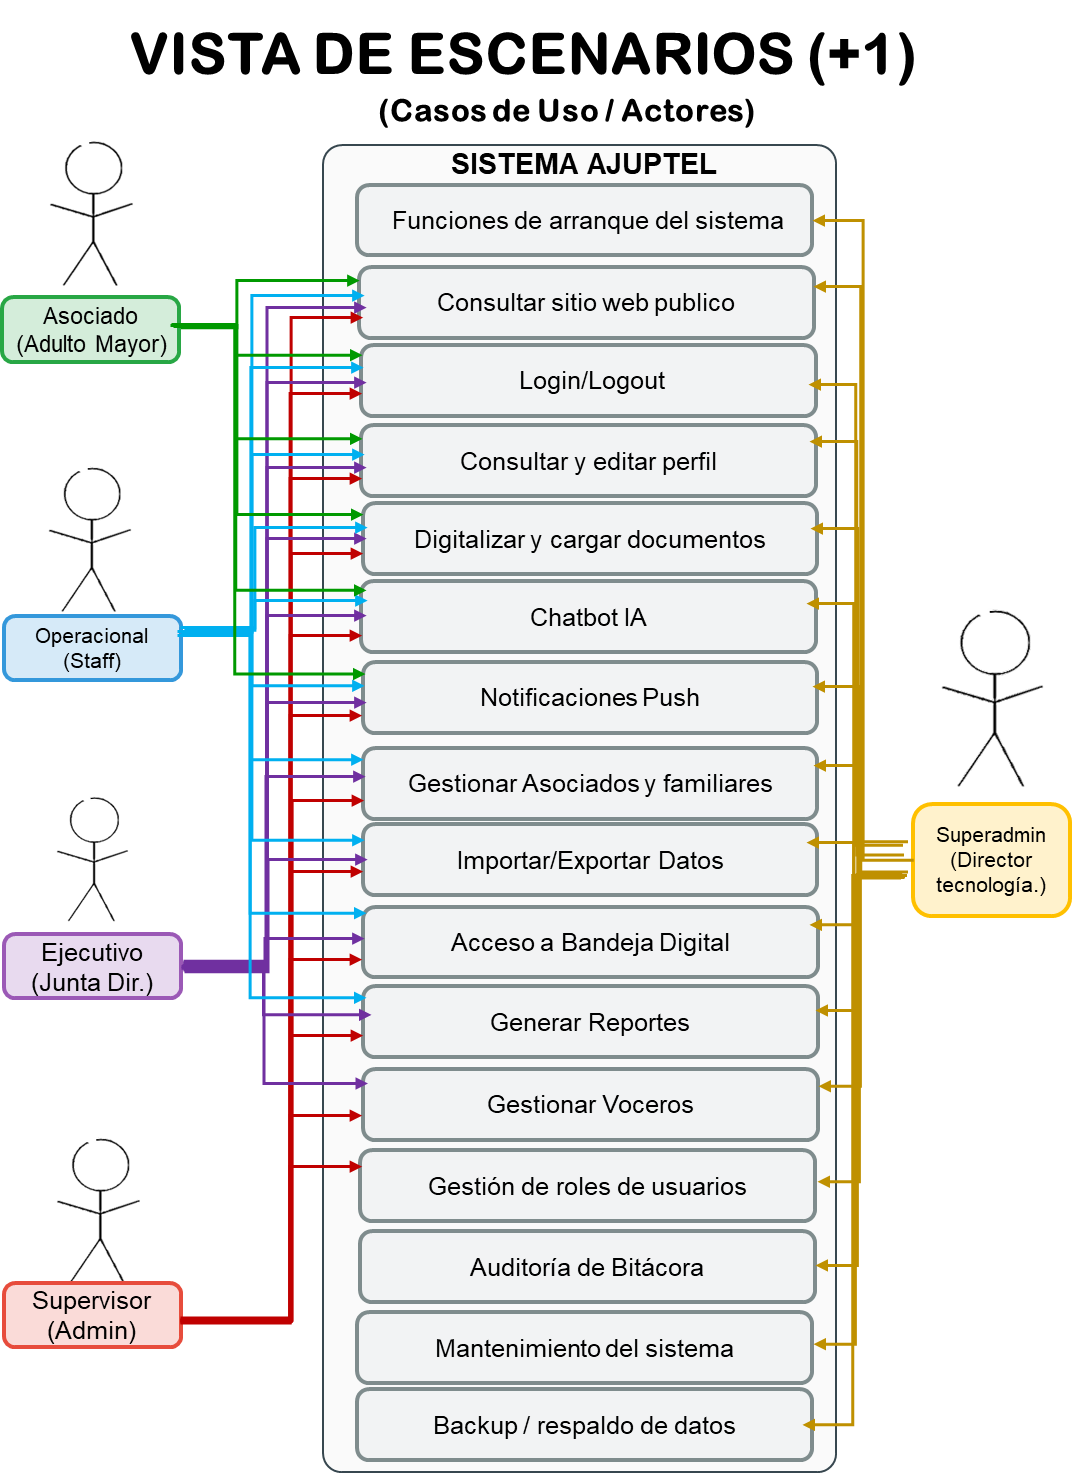 VISTA DE ESCENARIOS (+1)
(Casos de Uso / Actores)
SISTEMA AJUPTEL
Funciones de arranque del sistema
Consultar sitio web publico
Login/Logout
Consultar y editar perfil
Digitalizar y cargar documentos
Chatbot IA
Notificaciones Push
Gestionar Asociados y familiares
Importar/Exportar Datos
Acceso a Bandeja Digital
Generar Reportes
Gestionar Voceros
Gestión de roles de usuarios
Auditoría de Bitácora
Mantenimiento del sistema
Backup / respaldo de datos
Asociado
(Adulto Mayor)
Operacional
(Staff)
Ejecutivo
(Junta Dir.)
Supervisor
(Admin)
Superadmin
(Director
tecnología.)